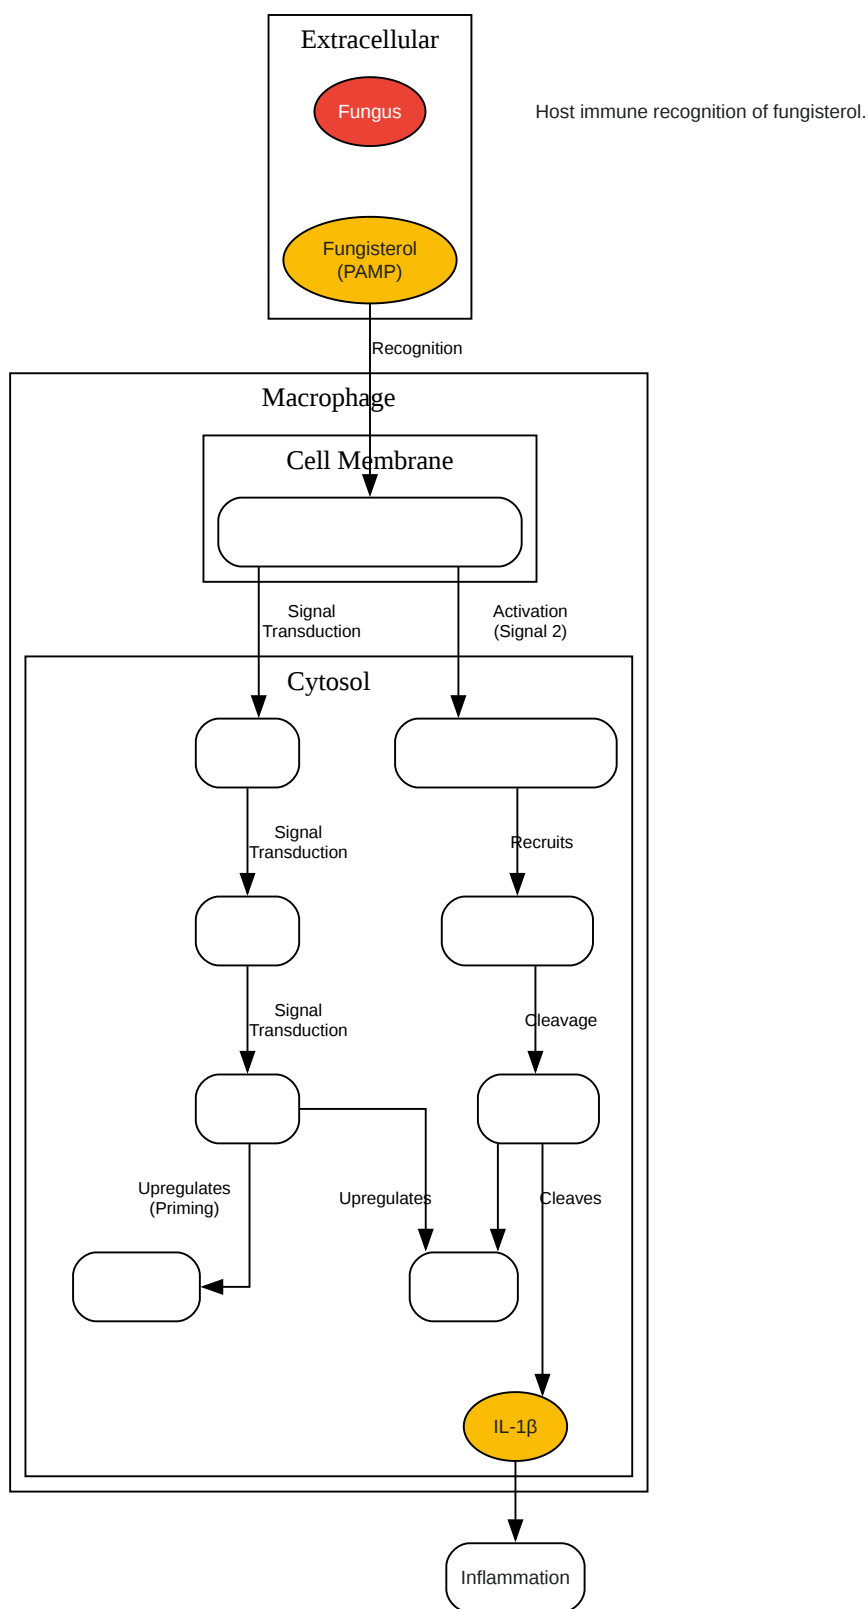 Extracellular
Fungus
Host immune recognition of fungisterol.
Fungisterol
(PAMP)
Recognition
Macrophage
Cell Membrane
Signal
Transduction
Activation
(Signal 2)
Cytosol
Signal
Transduction
Recruits
Signal
Transduction
Cleavage
Upregulates
(Priming)
Upregulates
Cleaves
IL-1β
Inflammation